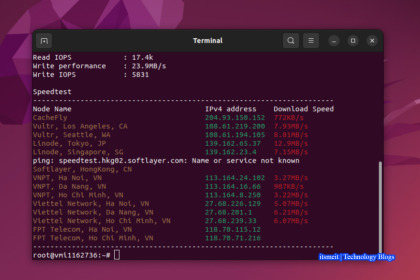 Terminal
Read IOPS : 17.4k
Write performance : 23.9MB/s
Write IOPS : 5831
Speedtest
Node Name IPv4 address Download Speed
CacheFly 204.93.150.152 772KB/s
Vultr, Los Angeles, CA 108.61.219.200 7.93MB/s
Vultr, Seattle, WA 108.61.194.105 8.81MB/s
Linode, Tokyo, JP 139.162.65.37 12.9MB/s
Linode, Singapore, SG 139.162.23.4 7.15MB/s
ping: speedtest.hkg02.softlayer.com: Name or service not known
Softlayer, HongKong, CN
VNPT, Ha Noi, VN 113.164.24.102 3.27MB/s
VNPT, Da Nang, VN 113.164.16.66 907KB/s
VNPT, Ho Chi Minh, VN 113.164.8.250 3.22MB/s
Viettel Network, Ha Noi, VN 27.68.226.129 5.07MB/s
Viettel Network, Da Nang, VN 27.68.201.1 6.21MB/s
Viettel Network, Ho Chi Minh, VN 27.68.239.33 6.07MB/s
FPT Telecom, Ha Noi, VN 118.70.115.12
FPT Telecom, Ho Chi Minh, VN 118.70.71.216
root@vmi1162736:~#
itsmeit | Technology Blogs